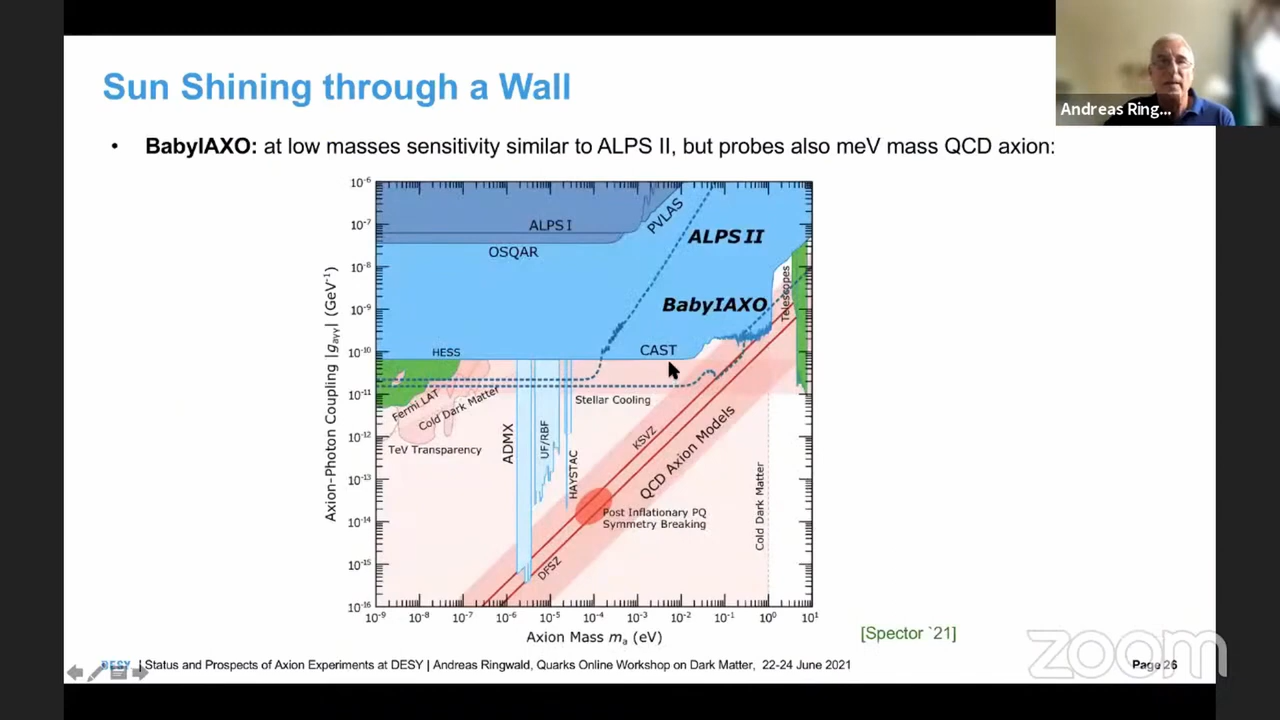 Sun Shining through a Wall
Andreas Ring...
• BabyIAXO: at low masses sensitivity similar to ALPS II, but probes also meV mass QCD axion:
10⁻⁶
10⁻⁷
10⁻⁸
10⁻⁹
10⁻¹⁰
10⁻¹¹
10⁻¹²
10⁻¹³
10⁻¹⁴
10⁻¹⁵
10⁻¹⁶
Axion-Photon Coupling |gₐᵧᵧ| (GeV⁻¹)
ALPS I
PVLAS
ALPS II
OSQAR
BabyIAXO
Telescopes
HESS
CAST
Fermi LAT
Cold Dark Matter
Stellar Cooling
TeV Transparency
ADMX
UF/RBF
HAYSTAC
KSVZ
QCD Axion Models
Post Inflationary PQ
Symmetry Breaking
DFSZ
Cold Dark Matter
10⁻⁹ 10⁻⁸ 10⁻⁷ 10⁻⁶ 10⁻⁵ 10⁻⁴ 10⁻³ 10⁻² 10⁻¹ 10⁰ 10¹
Axion Mass mₐ (eV)
[Spector `21]
DESY | Status and Prospects of Axion Experiments at DESY | Andreas Ringwald, Quarks Online Workshop on Dark Matter, 22-24 June 2021
Page 26
zoom